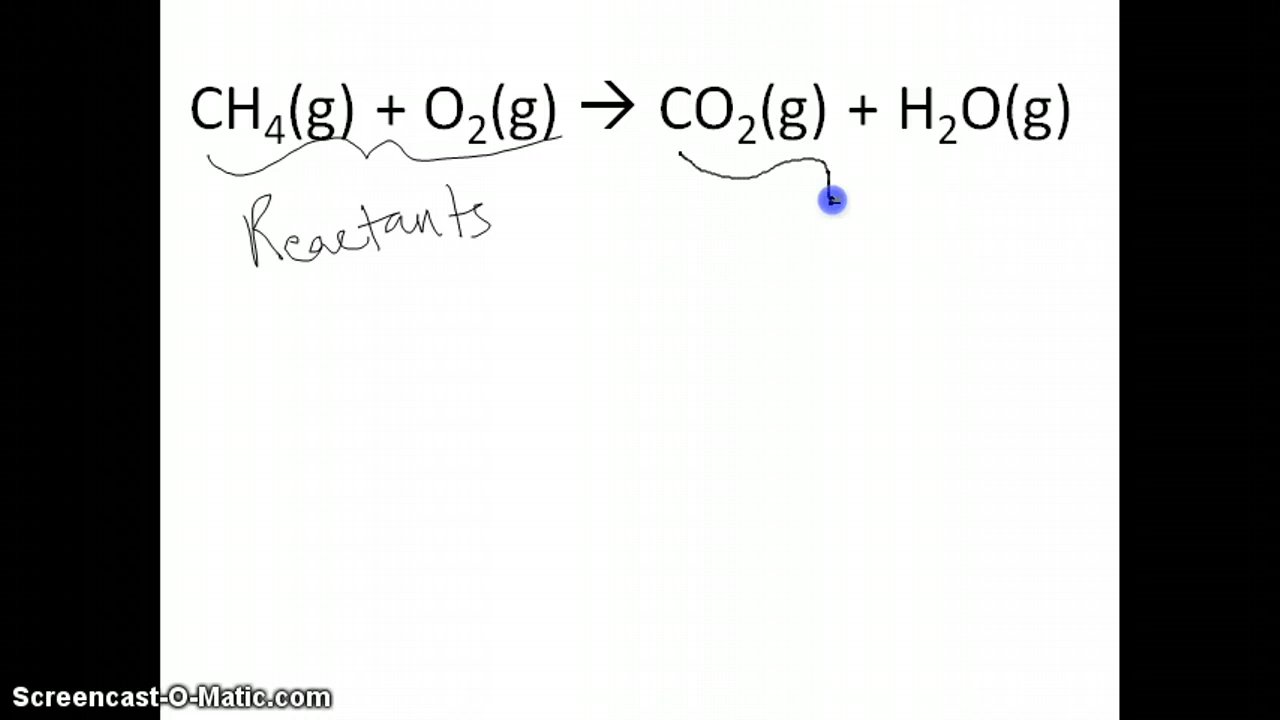 CH₄(g) + O₂(g) → CO₂(g) + H₂O(g)
Reactants
Screencast-O-Matic.com